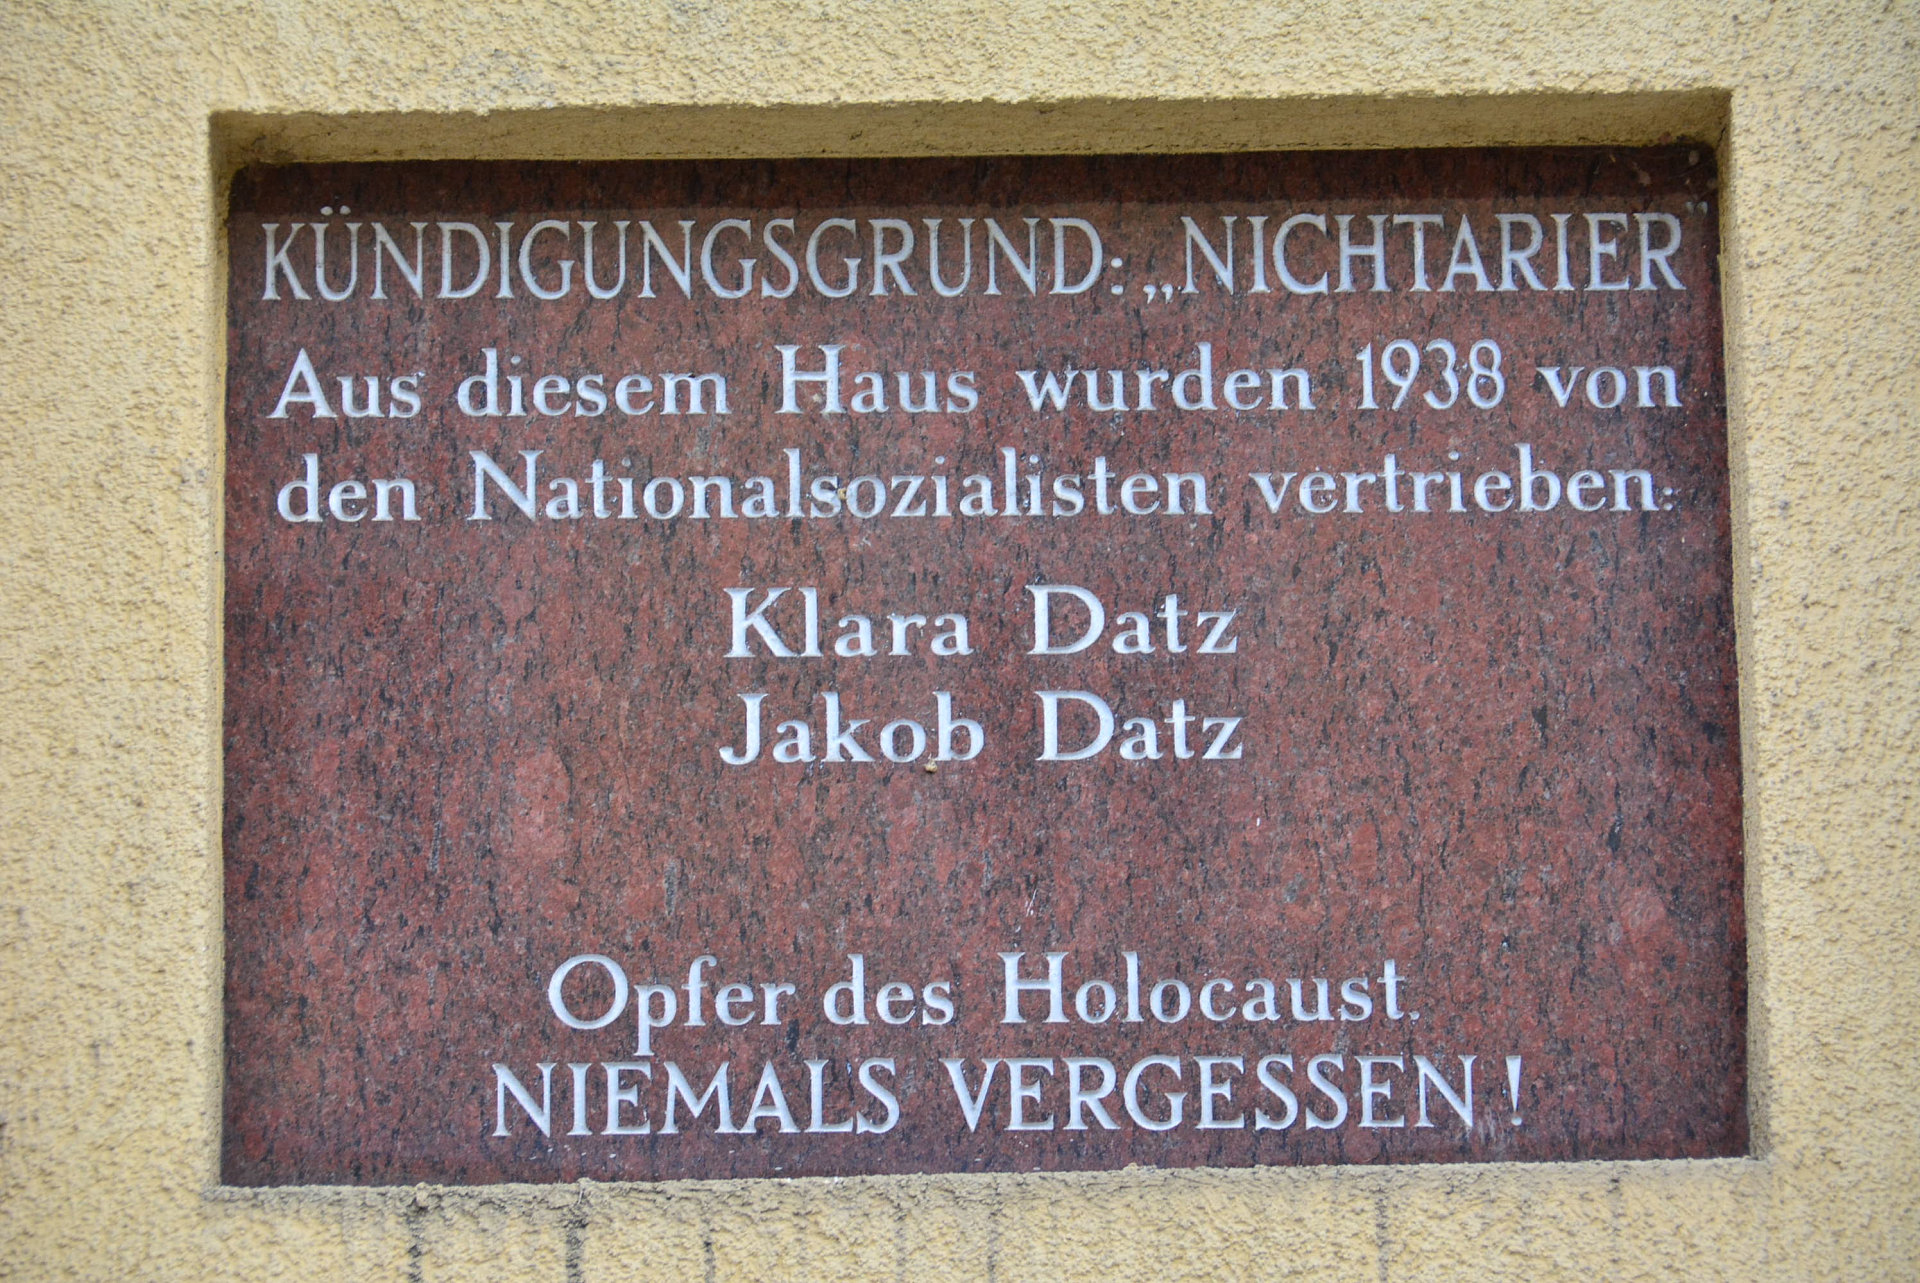 KÜNDIGUNGSGRUND: „NICHTARIER”
Aus diesem Haus wurden 1938 von
den Nationalsozialisten vertrieben:
Klara Datz
Jakob Datz
Opfer des Holocaust.
NIEMALS VERGESSEN!